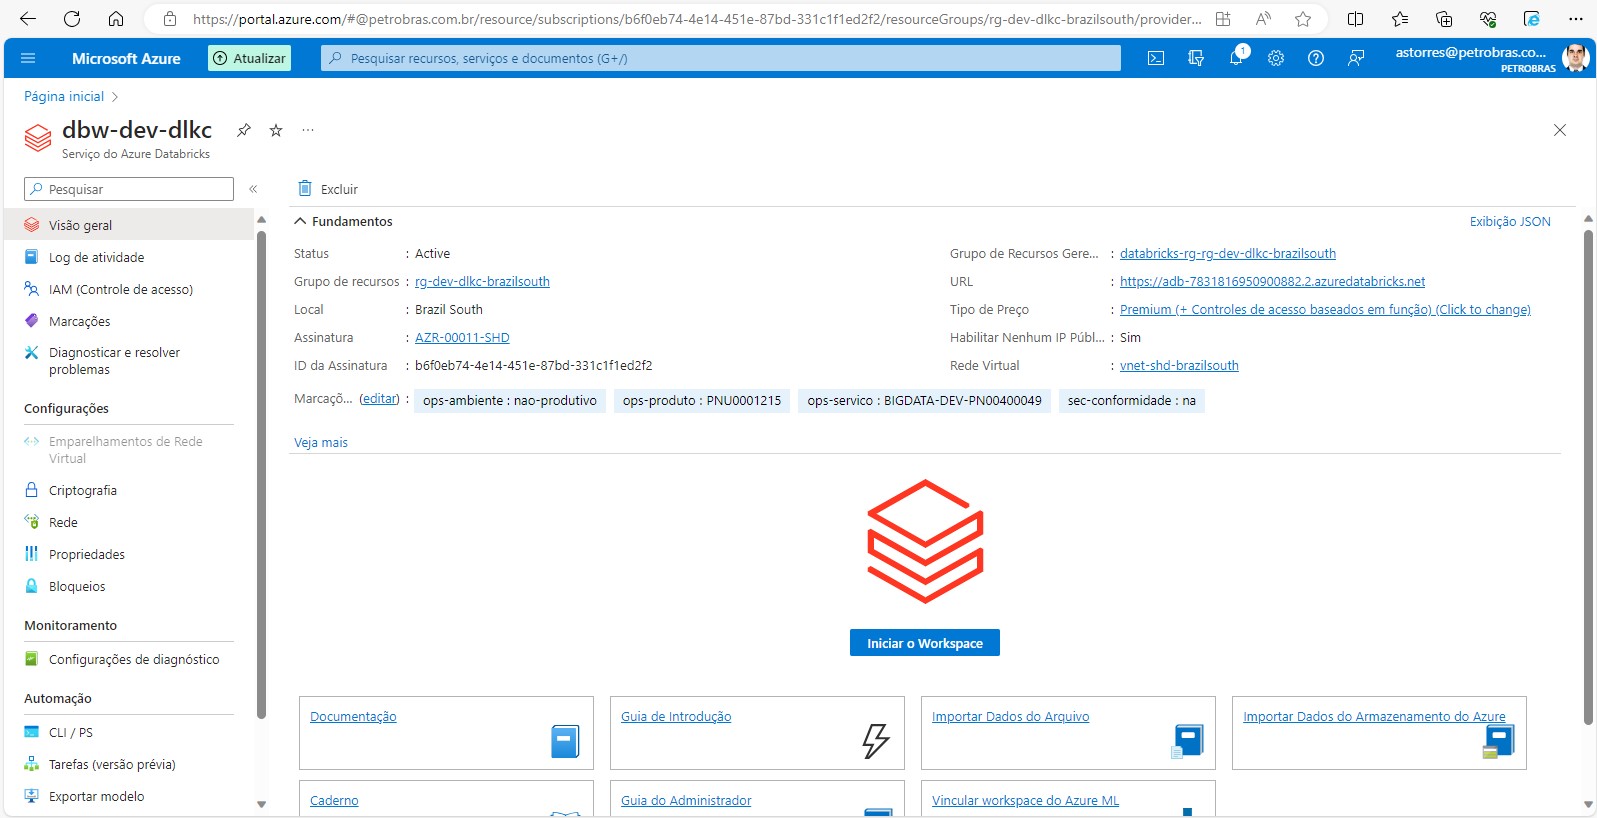 https://portal.azure.com/#@petrobras.com.br/resource/subscriptions/b6f0eb74-4e14-451e-87bd-331c1f1ed2f2/resourceGroups/rg-dev-dlkc-brazilsouth/provider...
Microsoft Azure
Atualizar
Pesquisar recursos, serviços e documentos (G+/)
1
astorres@petrobras.co...
PETROBRAS
Página inicial >
dbw-dev-dlkc
Serviço do Azure Databricks
Pesquisar
Visão geral
Log de atividade
IAM (Controle de acesso)
Marcações
Diagnosticar e resolver
problemas
Configurações
Emparelhamentos de Rede
Virtual
Criptografia
Rede
Propriedades
Bloqueios
Monitoramento
Configurações de diagnóstico
Automação
CLI / PS
Tarefas (versão prévia)
Exportar modelo
Excluir
Fundamentos
Exibição JSON
Status : Active
Grupo de recursos : rg-dev-dlkc-brazilsouth
Local : Brazil South
Assinatura : AZR-00011-SHD
ID da Assinatura : b6f0eb74-4e14-451e-87bd-331c1f1ed2f2
Grupo de Recursos Gere... : databricks-rg-rg-dev-dlkc-brazilsouth
URL : https://adb-7831816950900882.2.azuredatabricks.net
Tipo de Preço : Premium (+ Controles de acesso baseados em função) (Click to change)
Habilitar Nenhum IP Públ... : Sim
Rede Virtual : vnet-shd-brazilsouth
Marcaçõ... (editar) : ops-ambiente : nao-produtivo ops-produto : PNU0001215 ops-servico : BIGDATA-DEV-PN00400049 sec-conformidade : na
Veja mais
Iniciar o Workspace
Documentação
Guia de Introdução
Importar Dados do Arquivo
Importar Dados do Armazenamento do Azure
Caderno
Guia do Administrador
Vincular workspace do Azure ML